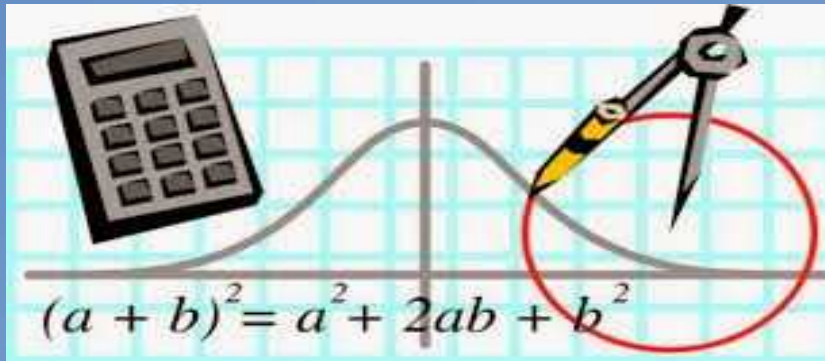 (a + b)²= a²+ 2ab + b²